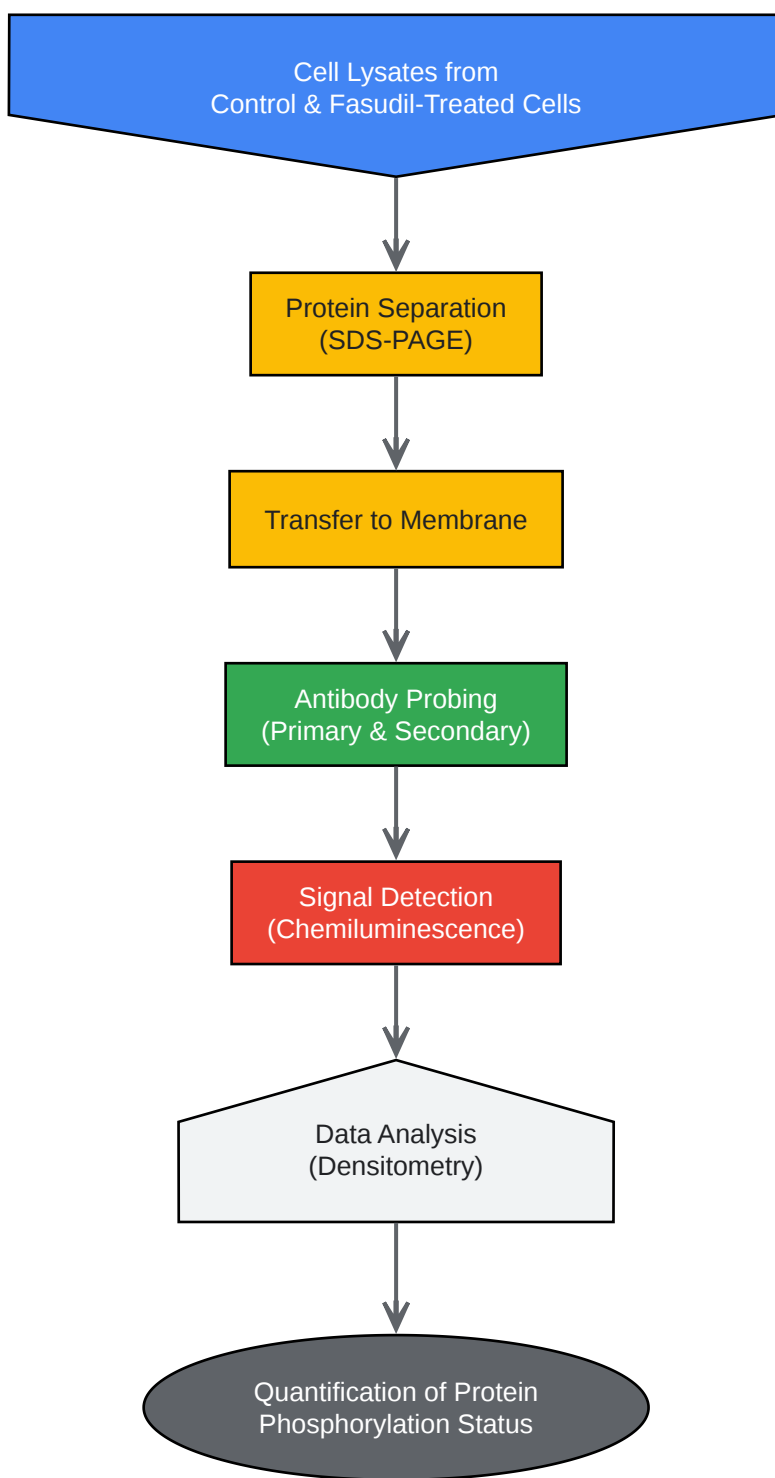 Cell Lysates from
Control & Fasudil-Treated Cells
Protein Separation
(SDS-PAGE)
Transfer to Membrane
Antibody Probing
(Primary & Secondary)
Signal Detection
(Chemiluminescence)
Data Analysis
(Densitometry)
Quantification of Protein
Phosphorylation Status